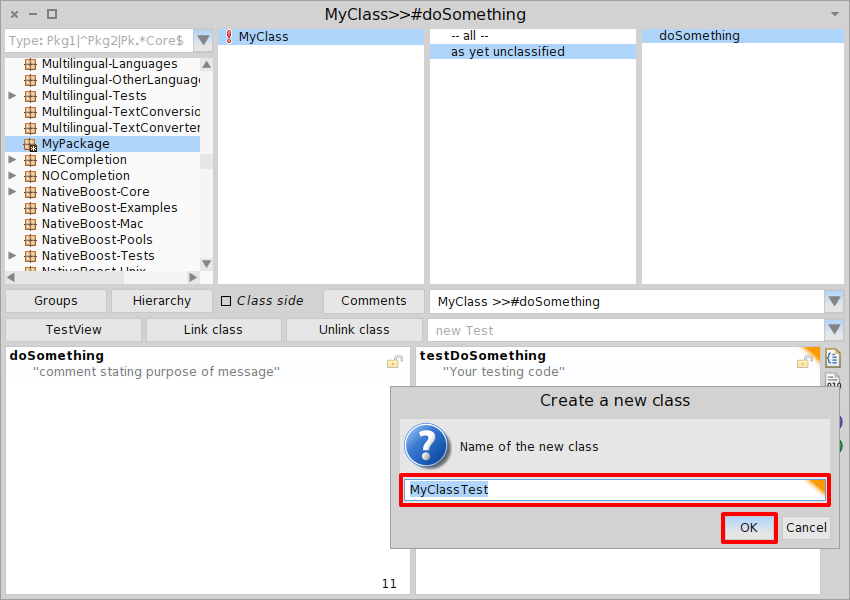 MyClass>>#doSomething
Type: Pkg1|^Pkg2|Pk.*Core$
Multilingual-Languages
Multilingual-OtherLanguage
Multilingual-Tests
Multilingual-TextConversio
Multilingual-TextConverter
MyPackage
NECompletion
NOCompletion
NativeBoost-Core
NativeBoost-Examples
NativeBoost-Mac
NativeBoost-Pools
NativeBoost-Tests
NativeBoost-Unix
MyClass
-- all --
as yet unclassified
doSomething
Groups
Hierarchy
Class side
Comments
MyClass >>#doSomething
TestView
Link class
Unlink class
new Test
doSomething
"comment stating purpose of message"
11
testDoSomething
"Your testing code"
Create a new class
Name of the new class
MyClassTest
OK
Cancel